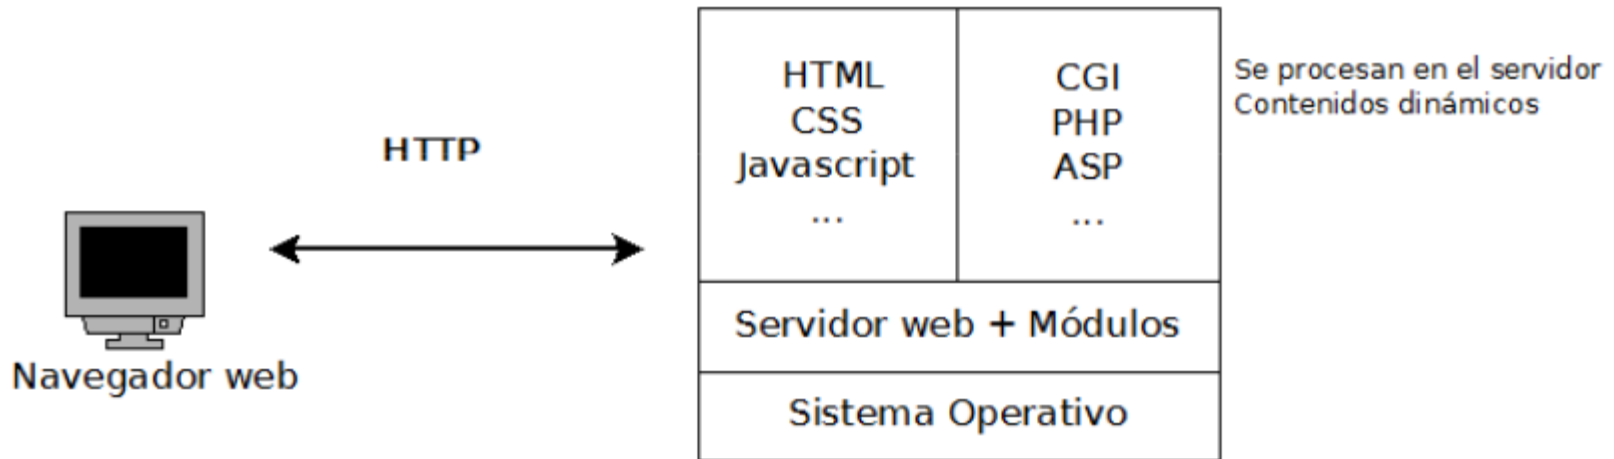 HTTP
Navegador web
HTML
CSS
Javascript
...
CGI
PHP
ASP
...
Se procesan en el servidor
Contenidos dinámicos
Servidor web + Módulos
Sistema Operativo